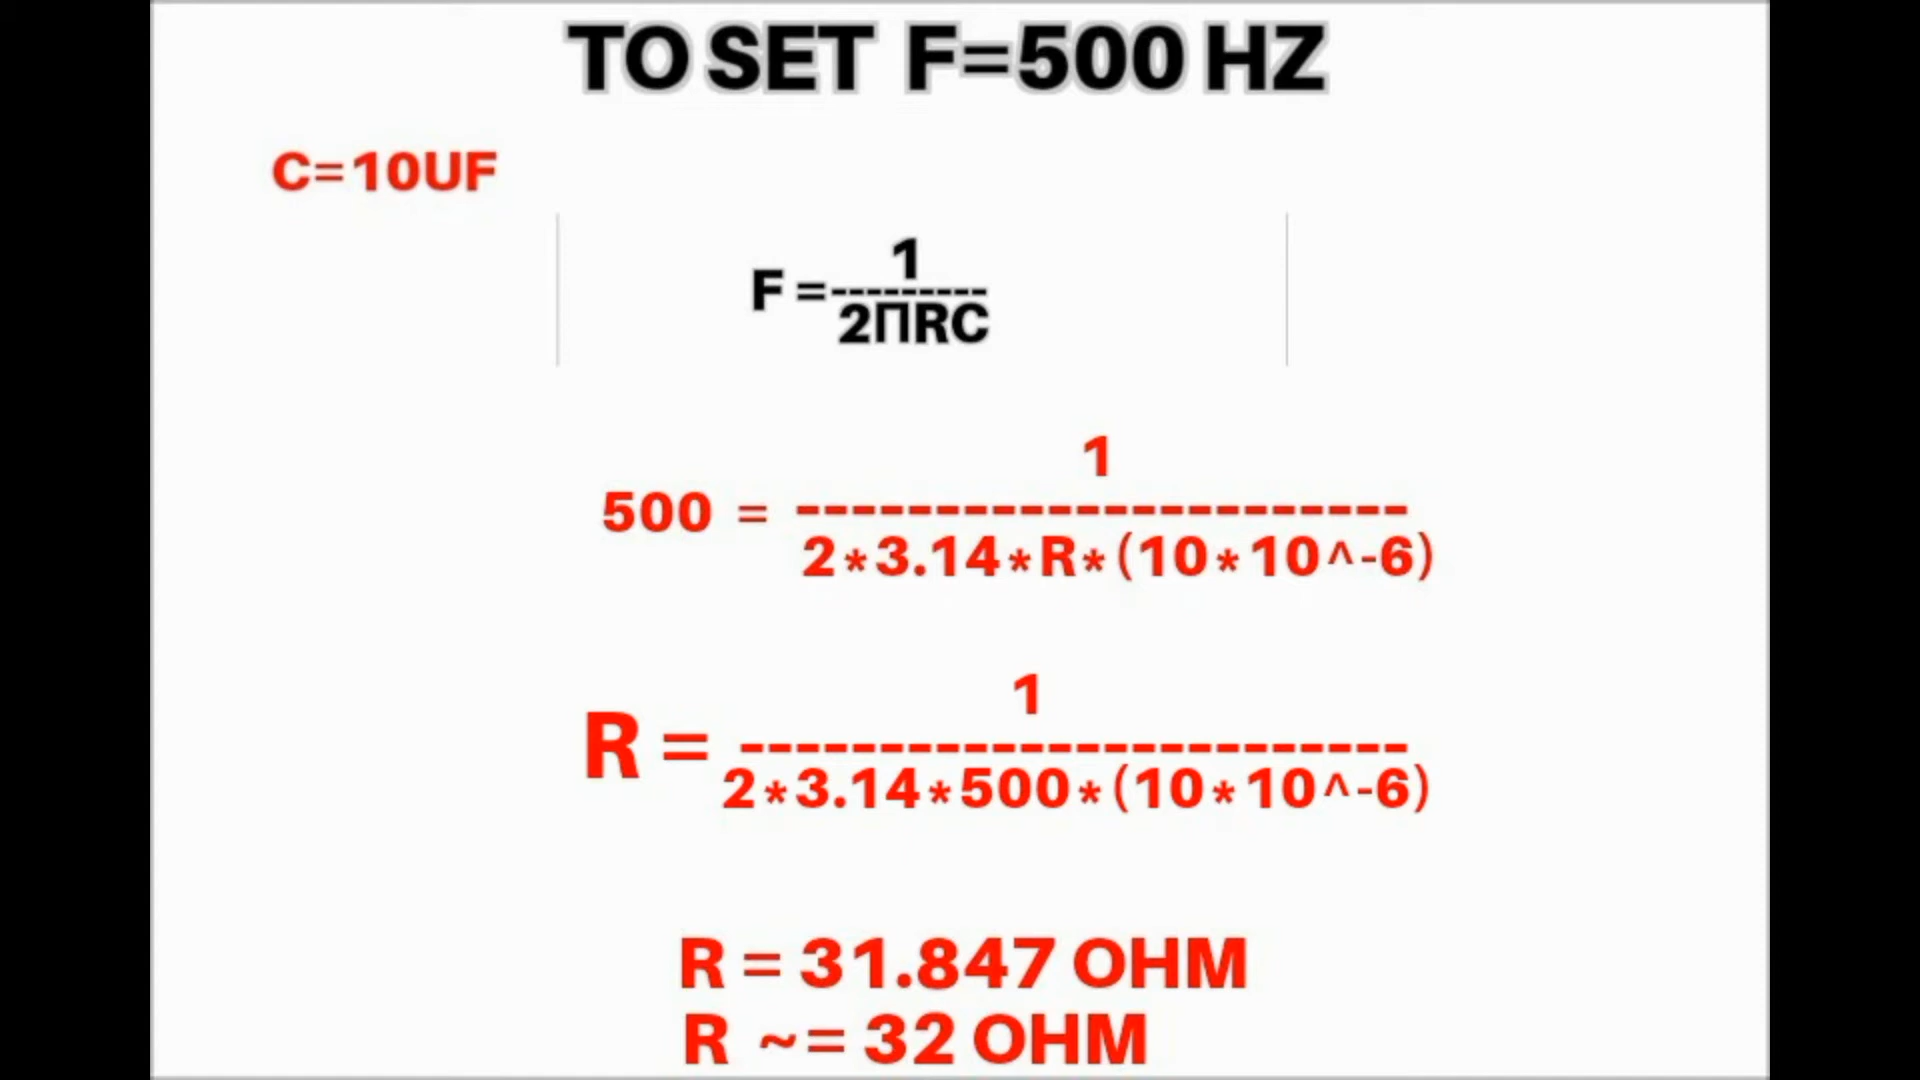 TO SET F=500 HZ
C=10UF
1
F =---------
2ΠRC
1
500 = ----------------------
2*3.14*R*(10*10^-6)
1
R = ------------------------
2*3.14*500*(10*10^-6)
R = 31.847 OHM
R ~= 32 OHM